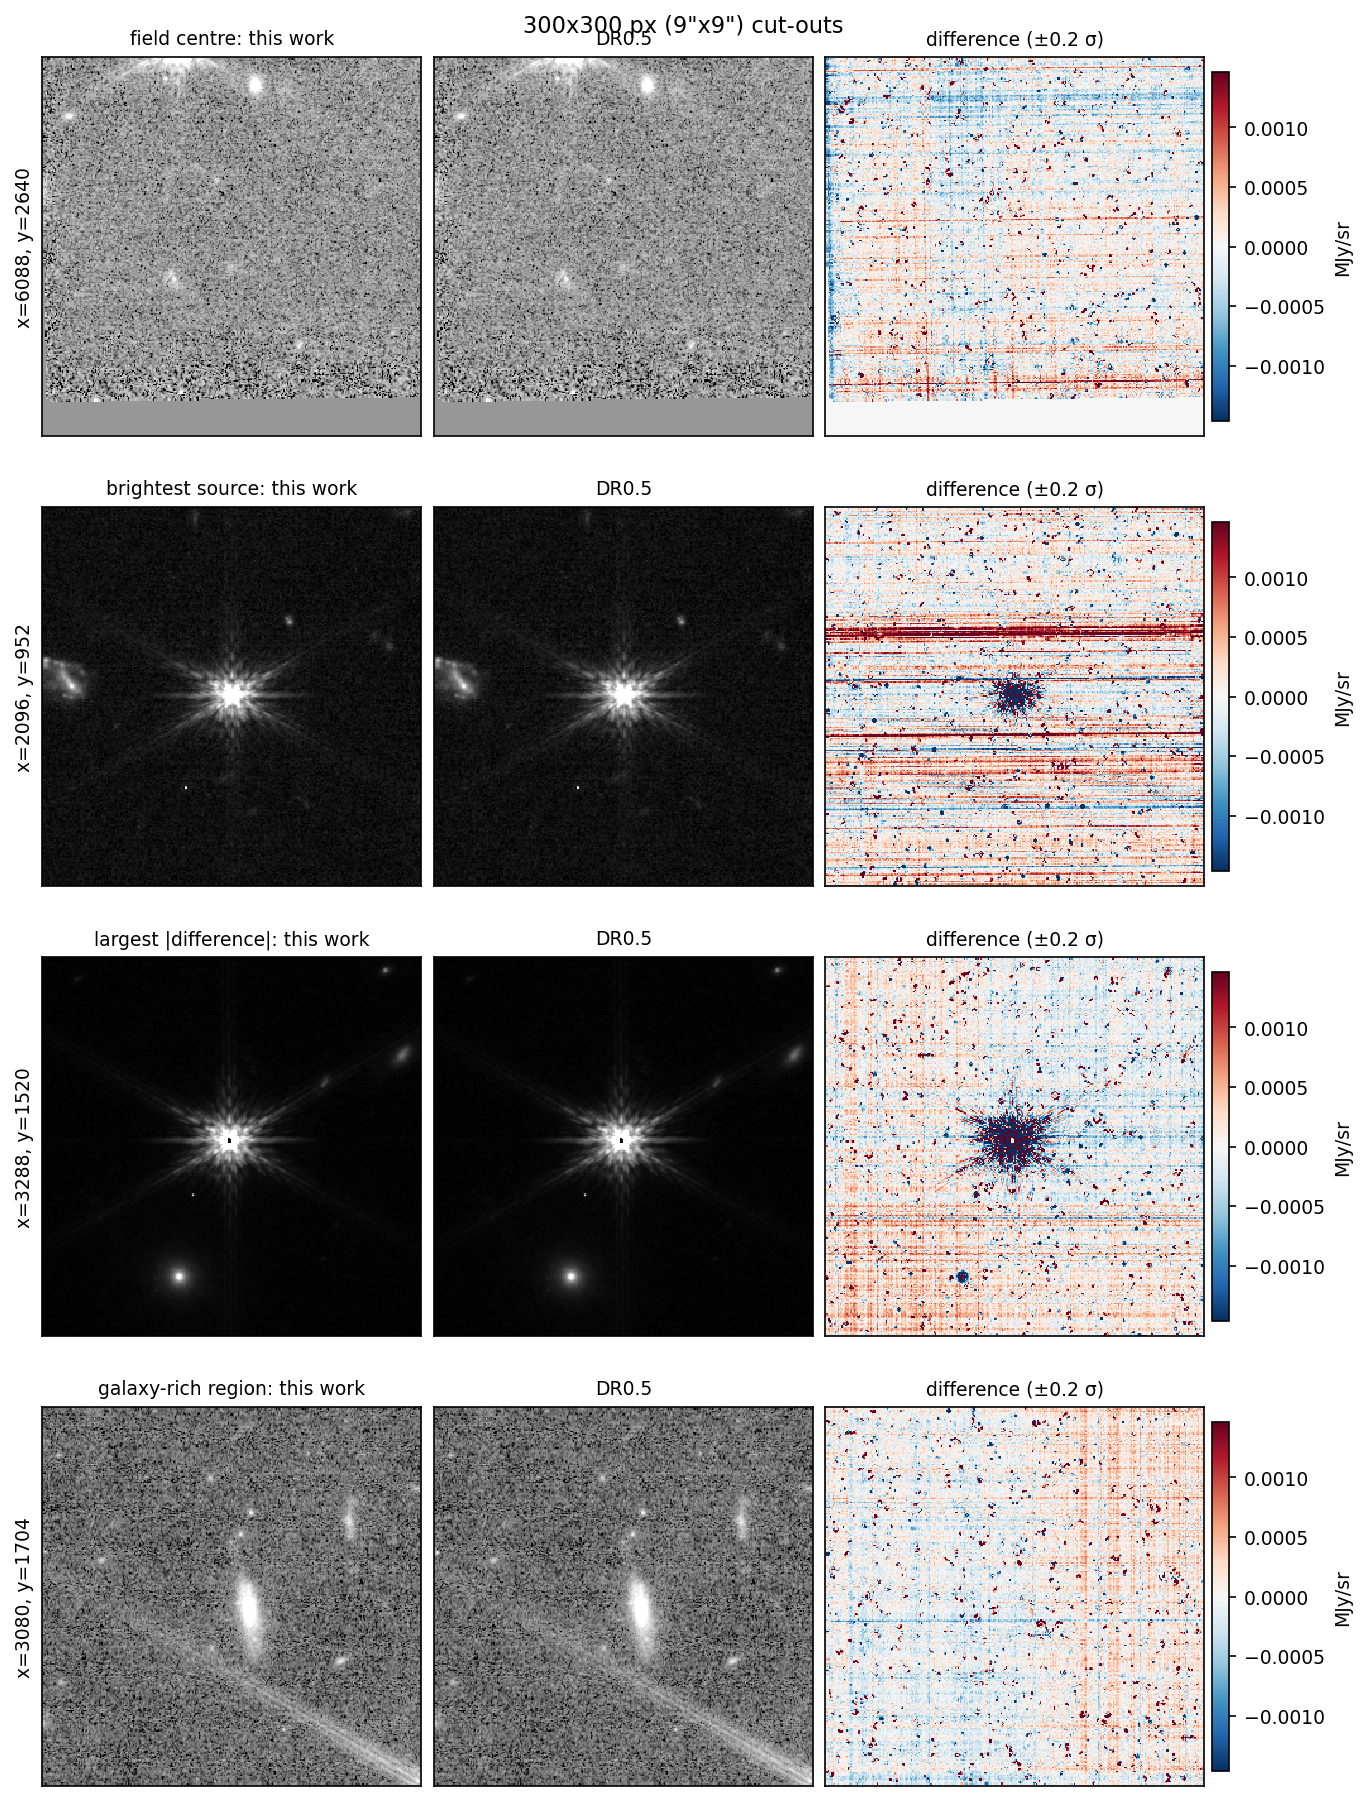 300x300 px (9"x9") cut-outs
field centre: this work
DR0.5
difference (±0.2 σ)
x=6088, y=2640
0.0010
0.0005
0.0000
−0.0005
−0.0010
MJy/sr
brightest source: this work
DR0.5
difference (±0.2 σ)
x=2096, y=952
0.0010
0.0005
0.0000
−0.0005
−0.0010
MJy/sr
largest |difference|: this work
DR0.5
difference (±0.2 σ)
x=3288, y=1520
0.0010
0.0005
0.0000
−0.0005
−0.0010
MJy/sr
galaxy-rich region: this work
DR0.5
difference (±0.2 σ)
x=3080, y=1704
0.0010
0.0005
0.0000
−0.0005
−0.0010
MJy/sr